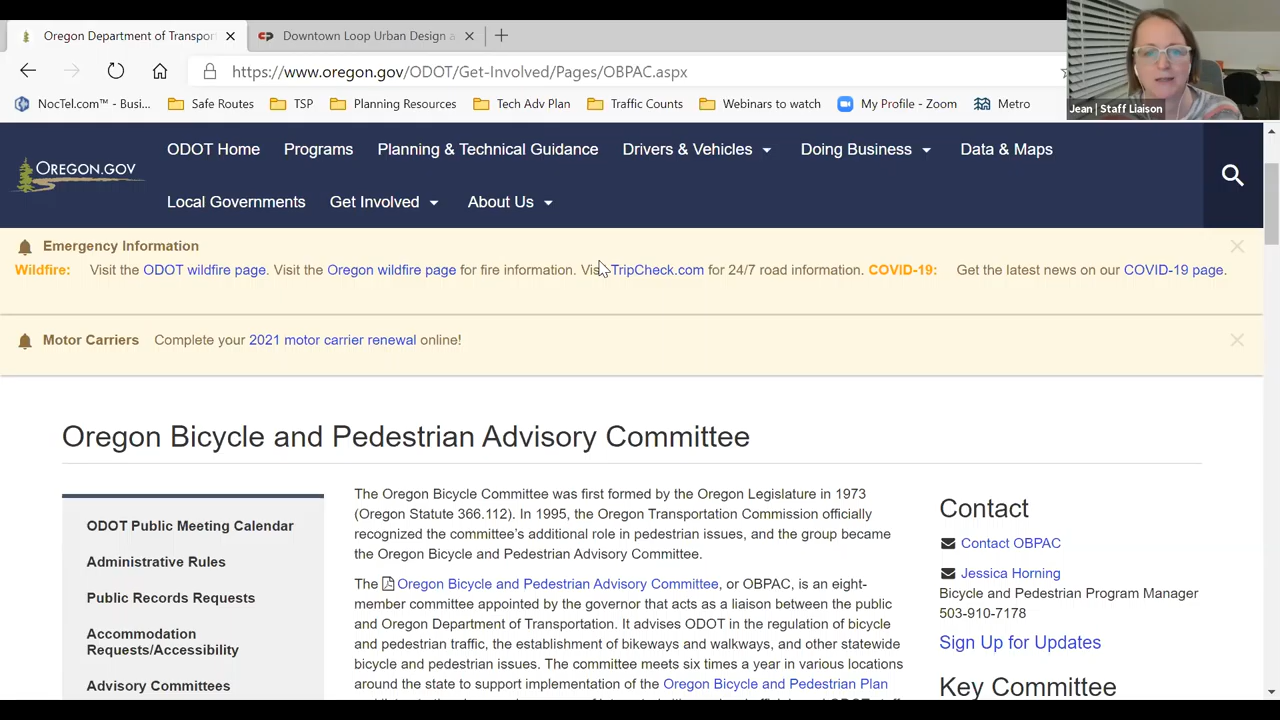 Oregon Department of Transpor
Downtown Loop Urban Design a
https://www.oregon.gov/ODOT/Get-Involved/Pages/OBPAC.aspx
NocTel.com™ - Busi...
Safe Routes
TSP
Planning Resources
Tech Adv Plan
Traffic Counts
Webinars to watch
My Profile - Zoom
Metro
Jean | Staff Liaison
OREGON.GOV
ODOT Home
Programs
Planning & Technical Guidance
Drivers & Vehicles
Doing Business
Data & Maps
Local Governments
Get Involved
About Us
Emergency Information
Wildfire: Visit the ODOT wildfire page. Visit the Oregon wildfire page for fire information. Visit TripCheck.com for 24/7 road information. COVID-19: Get the latest news on our COVID-19 page.
Motor Carriers Complete your 2021 motor carrier renewal online!
Oregon Bicycle and Pedestrian Advisory Committee
ODOT Public Meeting Calendar
Administrative Rules
Public Records Requests
Accommodation
Requests/Accessibility
Advisory Committees
The Oregon Bicycle Committee was first formed by the Oregon Legislature in 1973
(Oregon Statute 366.112). In 1995, the Oregon Transportation Commission officially
recognized the committee's additional role in pedestrian issues, and the group became
the Oregon Bicycle and Pedestrian Advisory Committee.
The Oregon Bicycle and Pedestrian Advisory Committee, or OBPAC, is an eight-
member committee appointed by the governor that acts as a liaison between the public
and Oregon Department of Transportation. It advises ODOT in the regulation of bicycle
and pedestrian traffic, the establishment of bikeways and walkways, and other statewide
bicycle and pedestrian issues. The committee meets six times a year in various locations
around the state to support implementation of the Oregon Bicycle and Pedestrian Plan
Contact
Contact OBPAC
Jessica Horning
Bicycle and Pedestrian Program Manager
503-910-7178
Sign Up for Updates
Key Committee